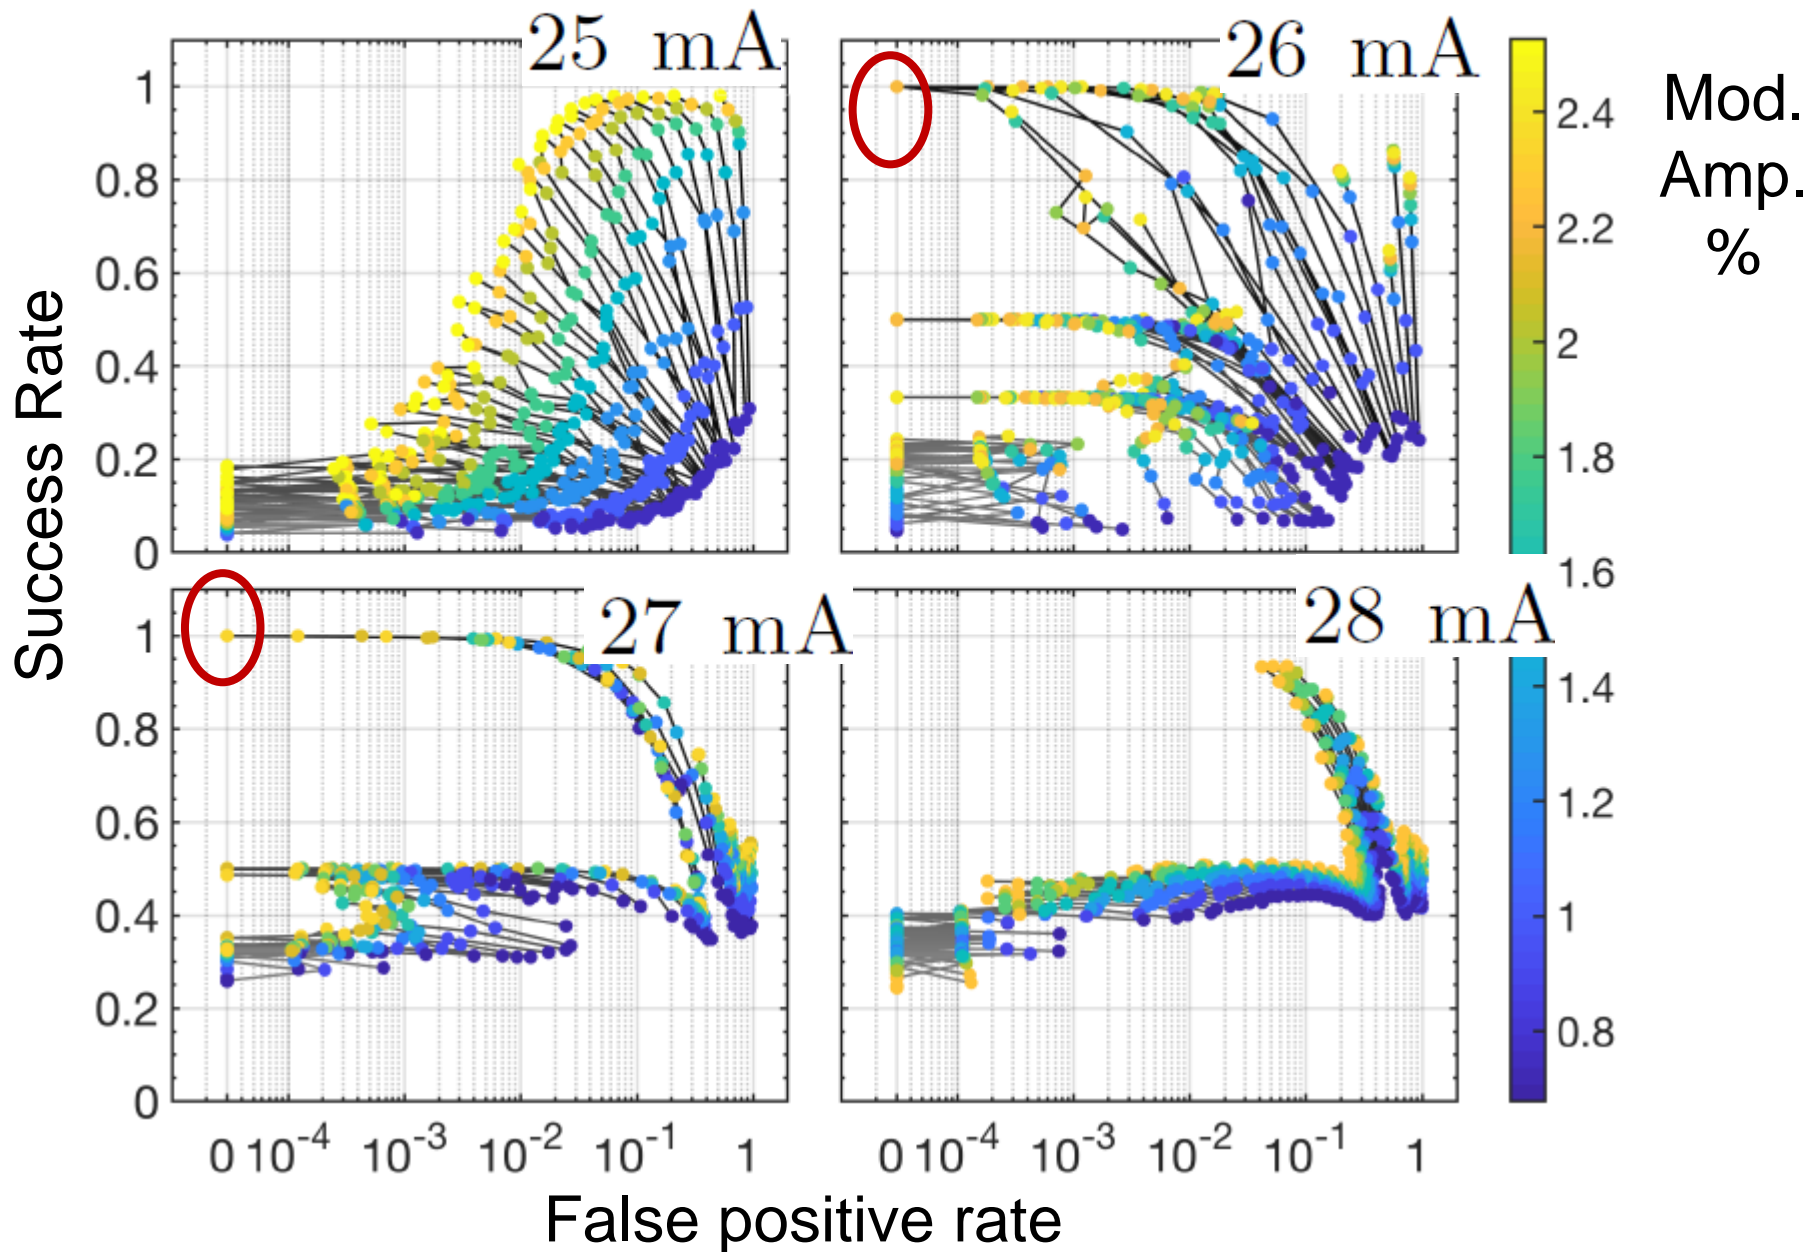 25 mA
26 mA
Mod.
Amp.
%
Success Rate
1
0.8
0.6
0.4
0.2
0
2.4
2.2
2
1.8
1.6
27 mA
28 mA
1
0.8
0.6
0.4
0.2
0
1.4
1.2
1
0.8
0 10⁻⁴ 10⁻³ 10⁻² 10⁻¹ 1
0 10⁻⁴ 10⁻³ 10⁻² 10⁻¹ 1
False positive rate